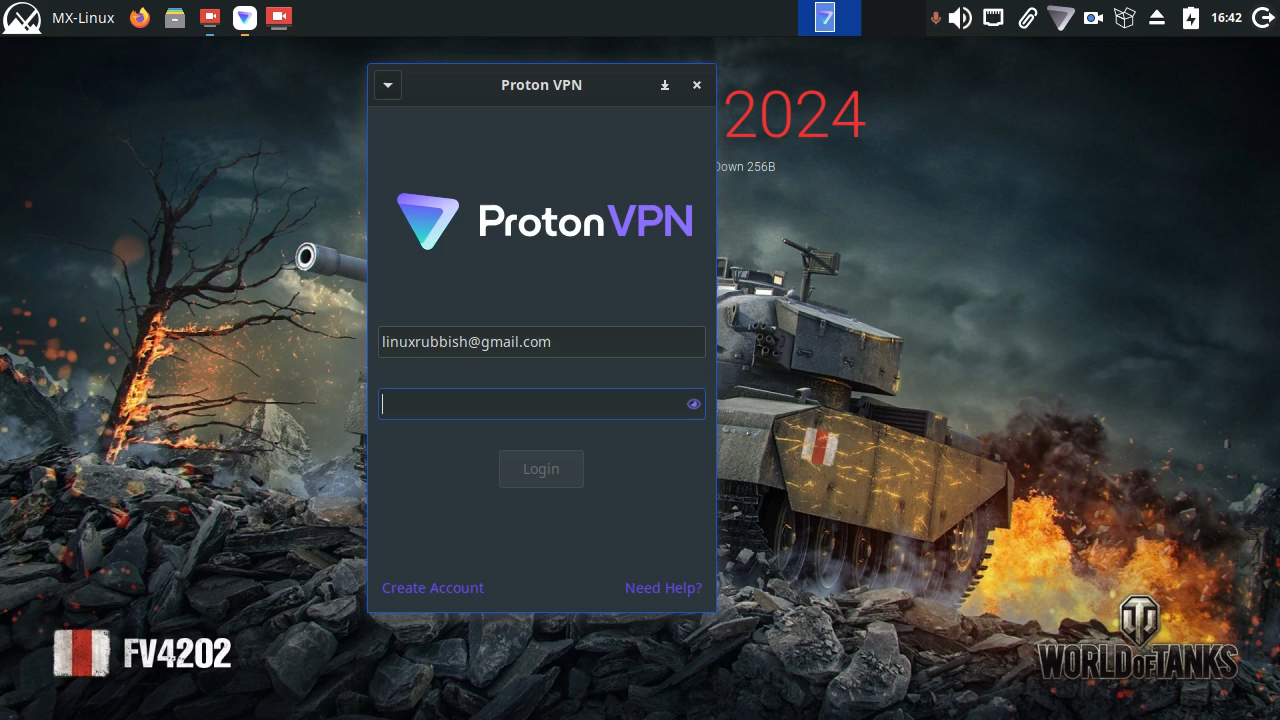 MX-Linux
16:42
Proton VPN
2024
Down 256B
ProtonVPN
linuxrubbish@gmail.com
Login
Create Account
Need Help?
FV4202
WORLD OF TANKS